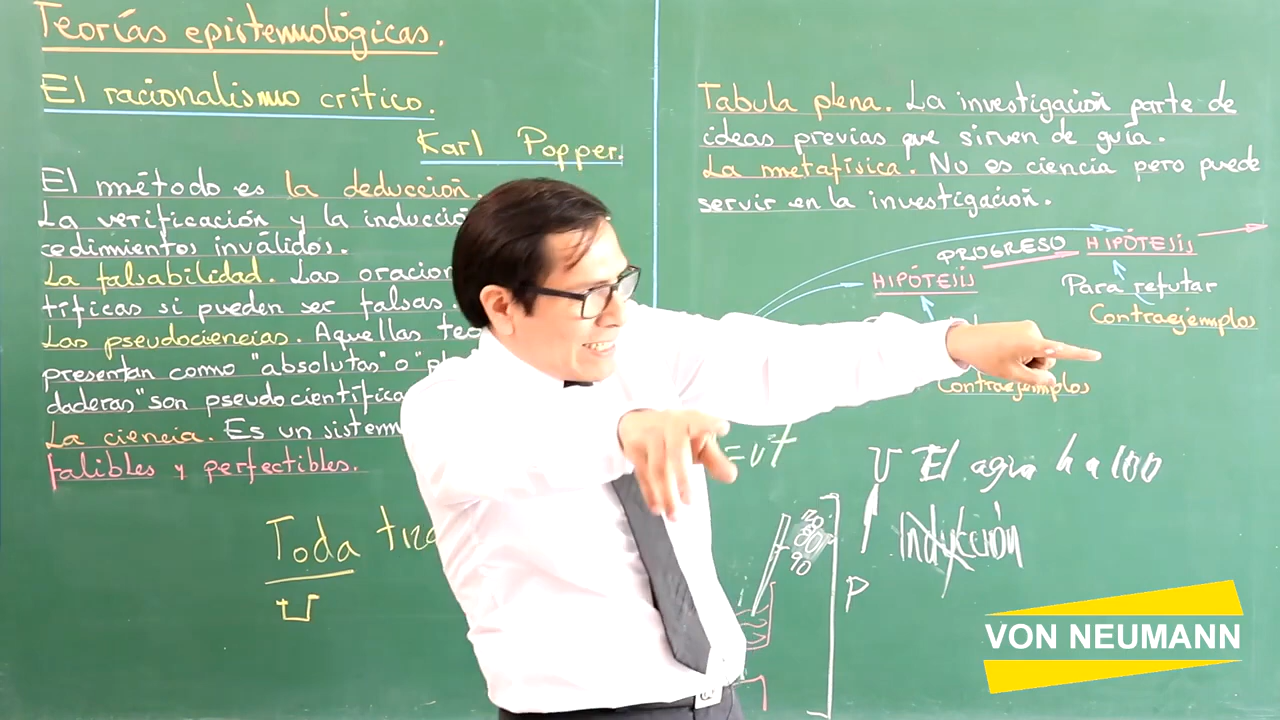 Teorías epistemológicas.
El racionalismo crítico.
Karl Popper.
El método es la deducción.
La verificación y la inducció
cedimientos inválidos.
La falsabilidad. Las oracion
tíficas si pueden ser falsas.
Las pseudociencias. Aquellas teo
presentan como "absolutas" o "
daderas" son pseudocientífica
La ciencia. Es un sistem
falibles y perfectibles.
Toda
Tabula plena. La investigación parte de
ideas previas que sirven de guía.
La metafísica. No es ciencia pero puede
servir en la investigación.
PROGRESO HIPÓTESIS
HIPÓTESIS
Para refutar
Contraejemplos
Contraejemplos
U El agua h a 100
Inducción
90
P
VON NEUMANN